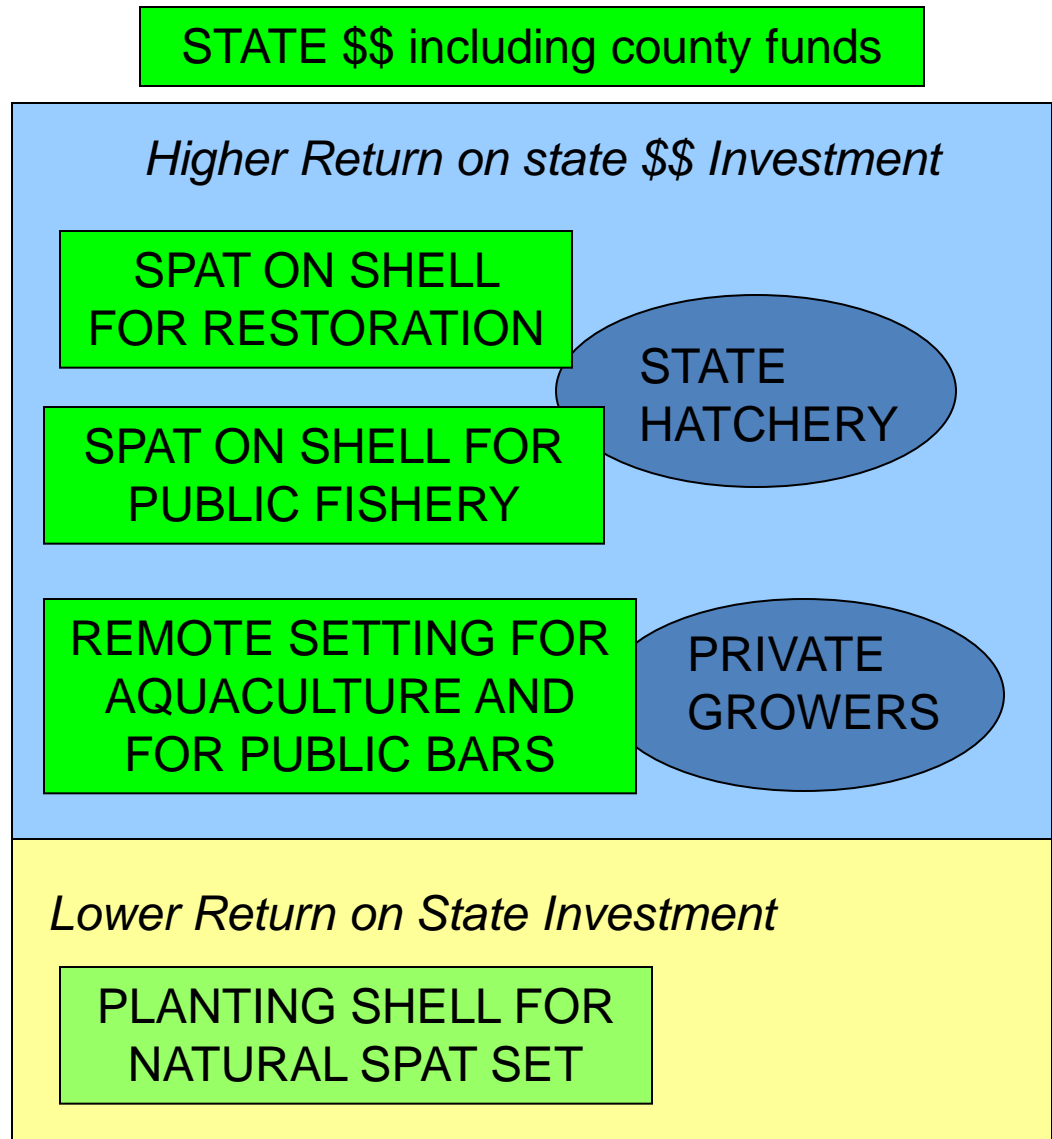 STATE $$ including county funds
Higher Return on state $$ Investment
SPAT ON SHELL
FOR RESTORATION
STATE
HATCHERY
SPAT ON SHELL FOR
PUBLIC FISHERY
REMOTE SETTING FOR
AQUACULTURE AND
FOR PUBLIC BARS
PRIVATE
GROWERS
Lower Return on State Investment
PLANTING SHELL FOR
NATURAL SPAT SET